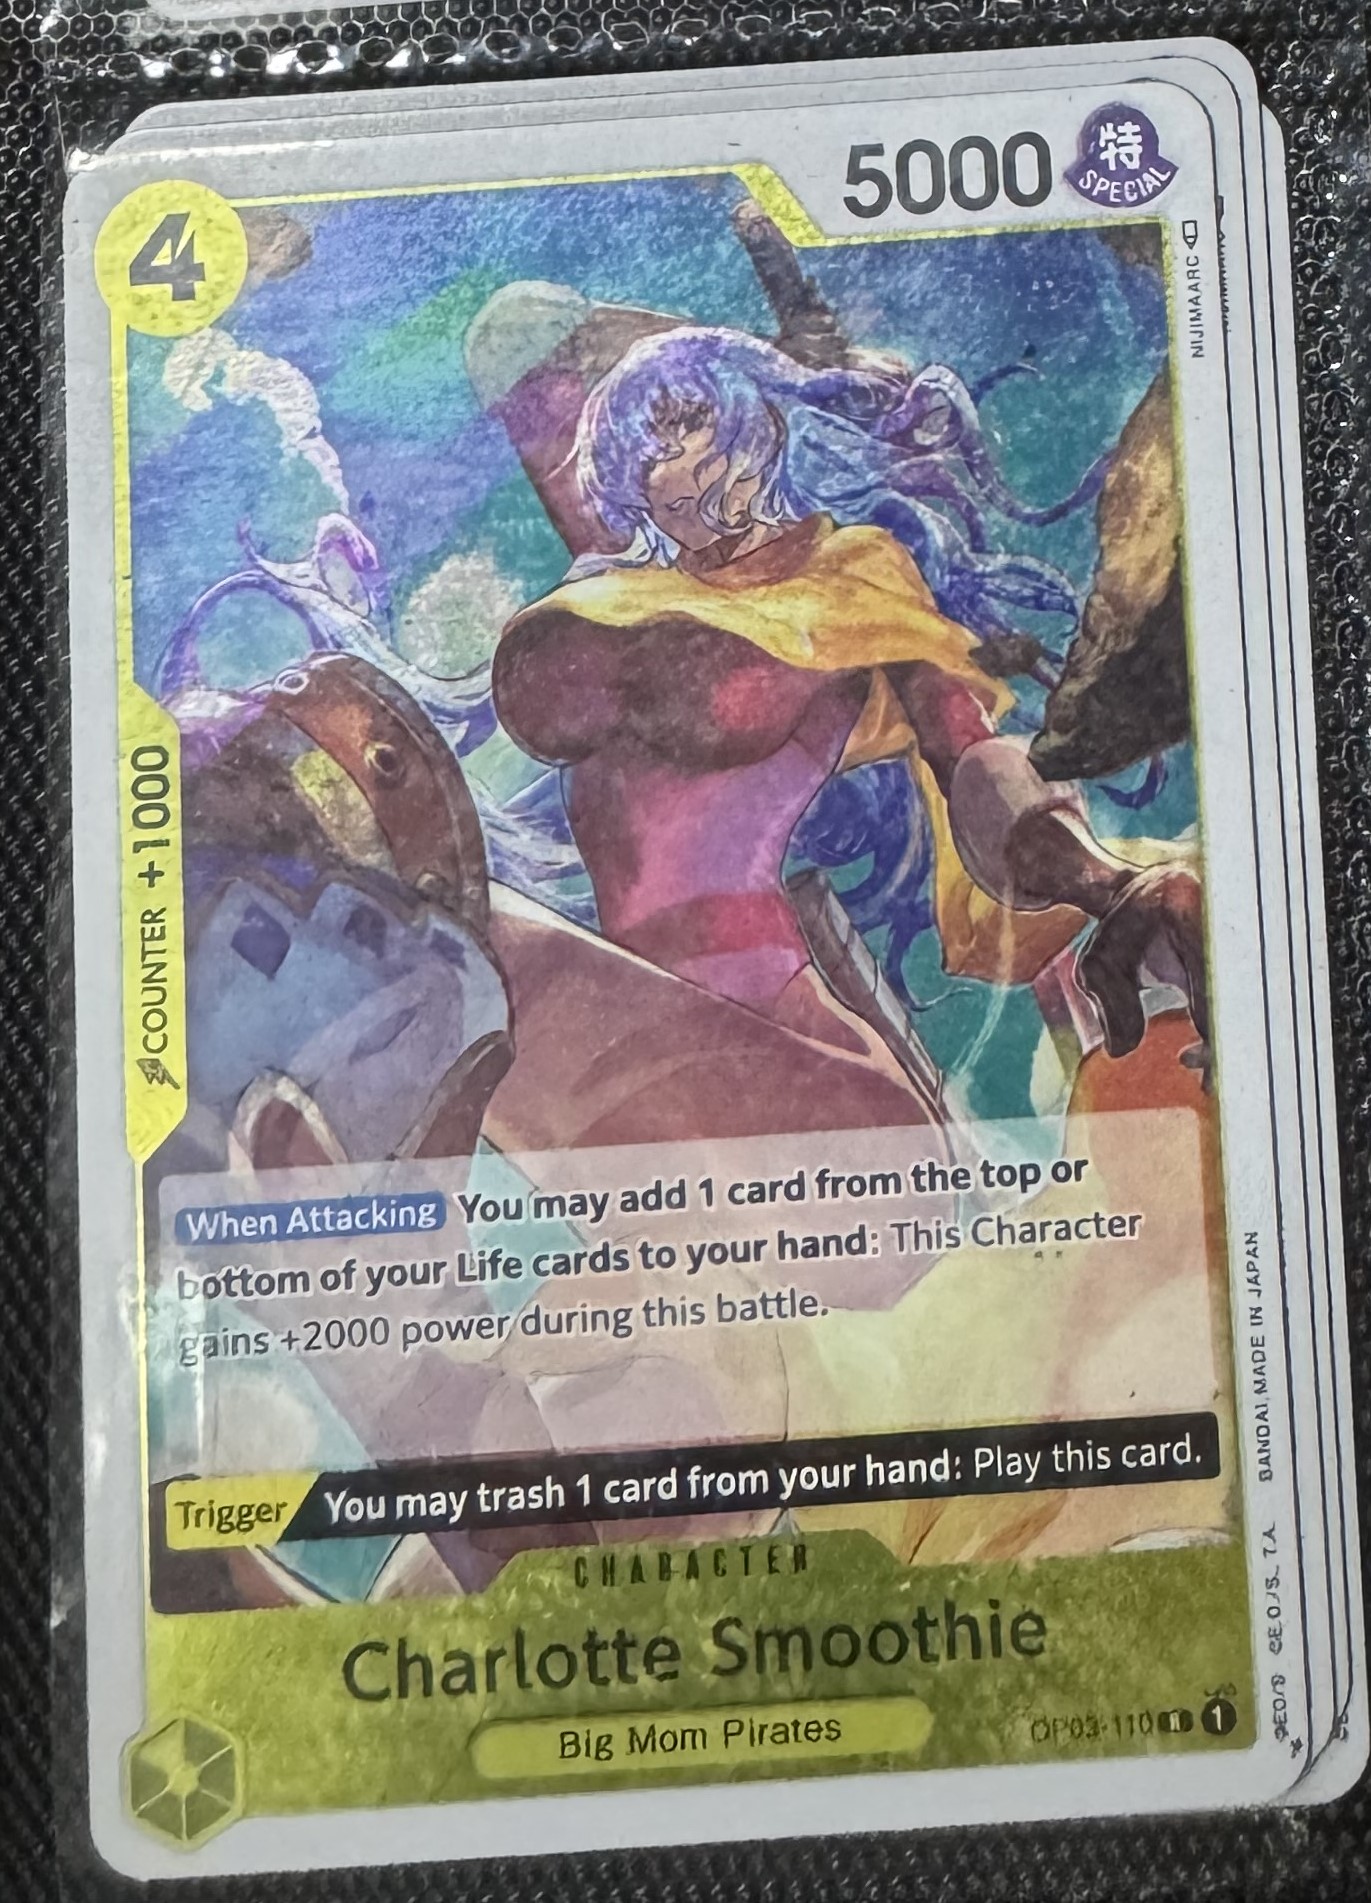 4
5000
特
SPECIAL
NIJIMAARC
COUNTER +1000
When Attacking You may add 1 card from the top or
bottom of your Life cards to your hand: This Character
gains +2000 power during this battle.
Trigger You may trash 1 card from your hand: Play this card.
CHARACTER
Charlotte Smoothie
Big Mom Pirates
OP03-110 1
BANDAI, MADE IN JAPAN